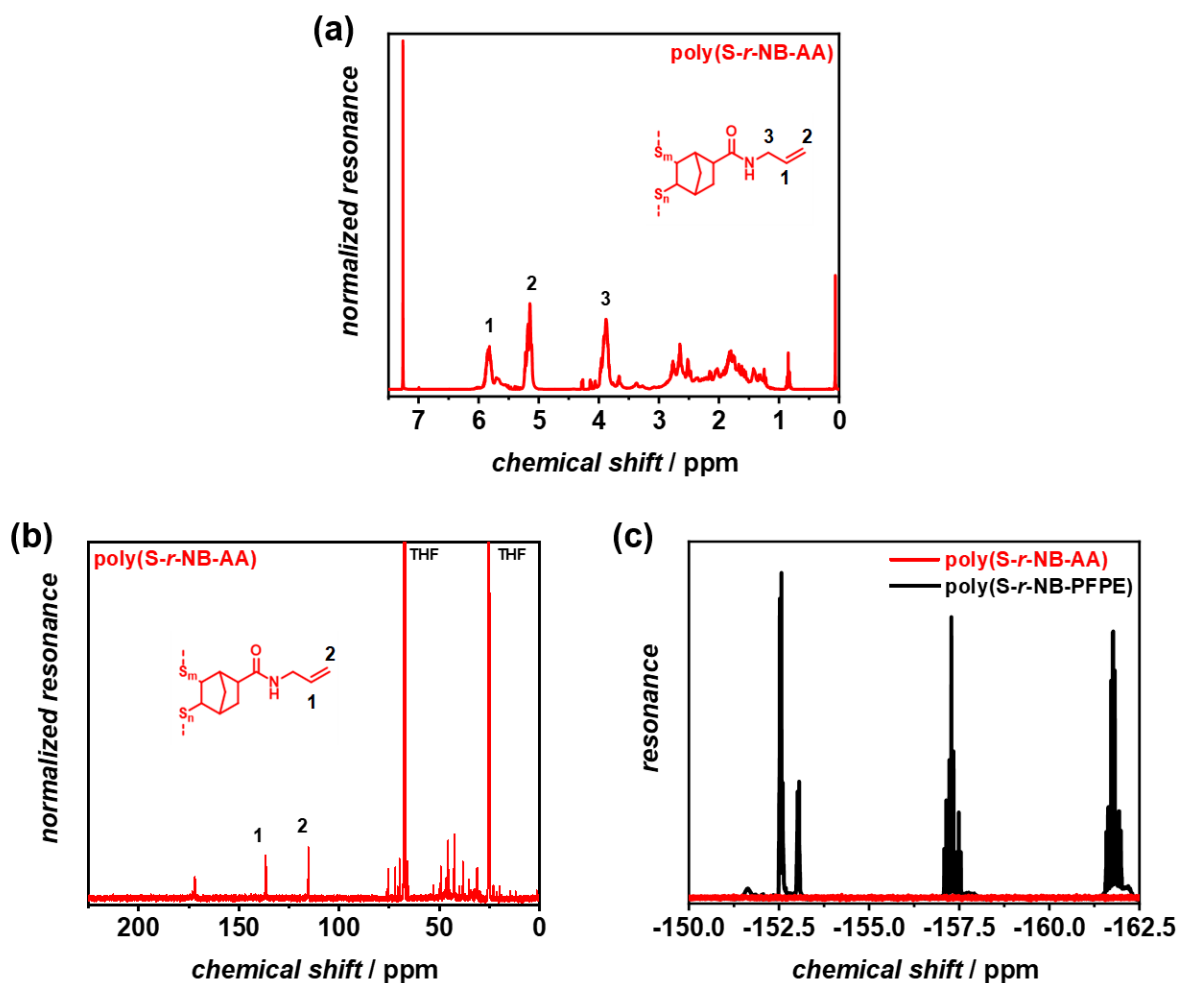 (a)
poly(S-r-NB-AA)
normalized resonance
O
3
2
Sm
N
H
1
Sn
1
2
3
7
6
5
4
3
2
1
0
chemical shift / ppm
(b)
poly(S-r-NB-AA)
THF
THF
normalized resonance
O
2
Sm
N
H
1
Sn
1
2
200
150
100
50
0
chemical shift / ppm
(c)
poly(S-r-NB-AA)
poly(S-r-NB-PFPE)
resonance
-150.0
-152.5
-155.0
-157.5
-160.0
-162.5
chemical shift / ppm